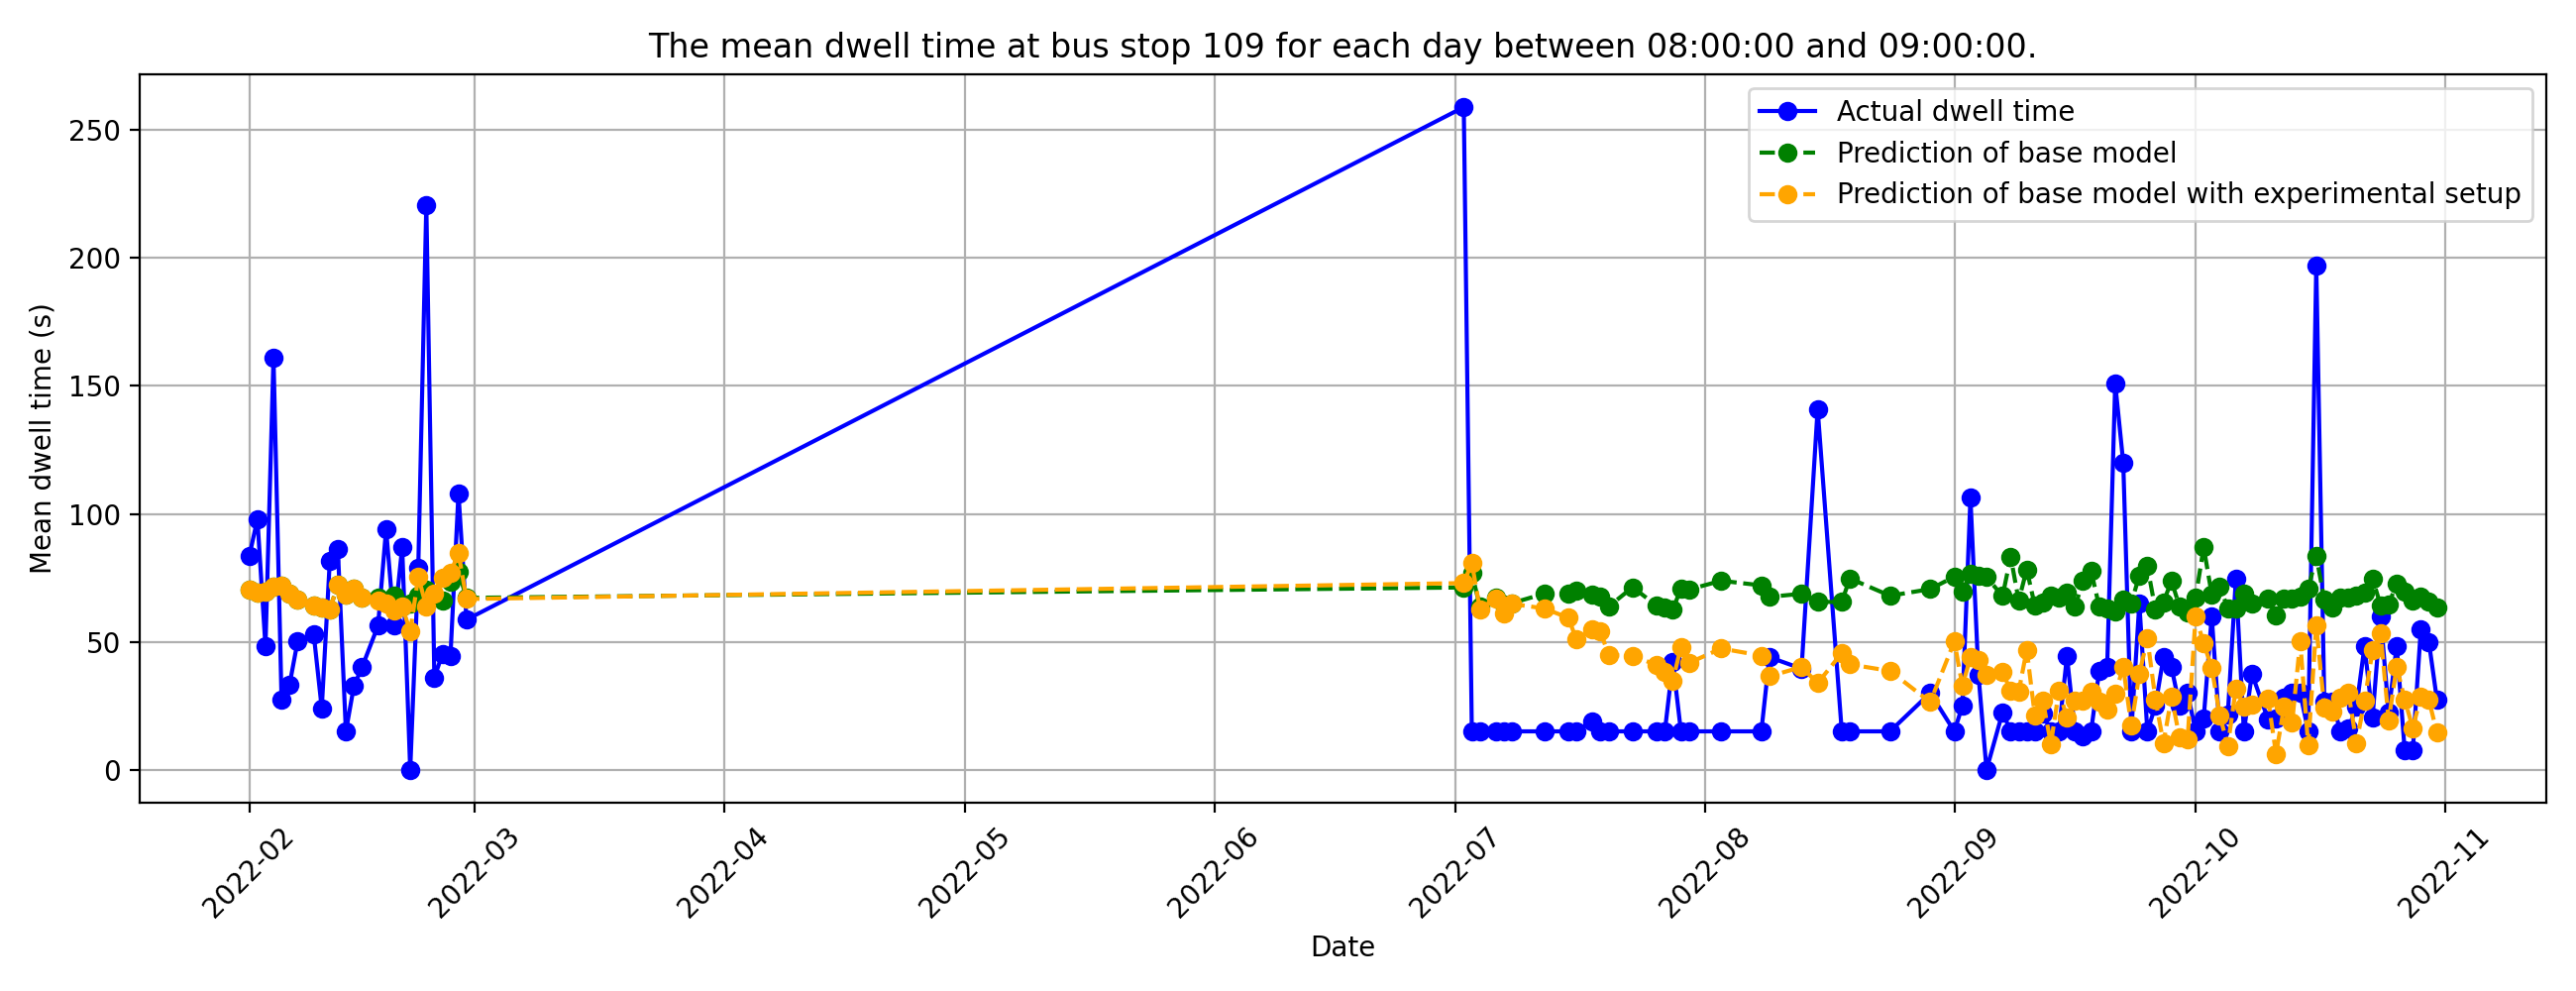 The mean dwell time at bus stop 109 for each day between 08:00:00 and 09:00:00.
Actual dwell time
Prediction of base model
Prediction of base model with experimental setup
Mean dwell time (s)
250
200
150
100
50
0
2022-02
2022-03
2022-04
2022-05
2022-06
2022-07
2022-08
2022-09
2022-10
2022-11
Date